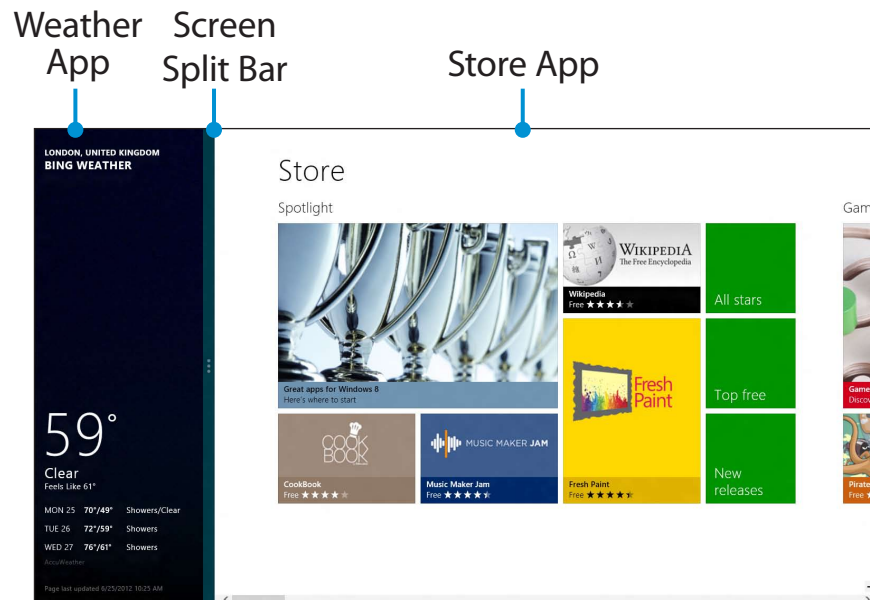 Weather
App
Screen
Split Bar
Store App
LONDON, UNITED KINGDOM
BING WEATHER
59°
Clear
Feels Like 61°
MON 25 70°/49° Showers/Clear
TUE 26 72°/59° Showers
WED 27 76°/61° Showers
AccuWeather
Page last updated 6/25/2012 10:25 AM
Store
Spotlight
Great apps for Windows 8
Here's where to start
WIKIPEDIA
The Free Encyclopedia
Wikipedia
Free
All stars
Fresh
Paint
Top free
COOK
BOOK
CookBook
Free
MUSIC MAKER JAM
Music Maker Jam
Free
Fresh Paint
Free
New
releases
Gam
Game
Discov
Pirate
Free